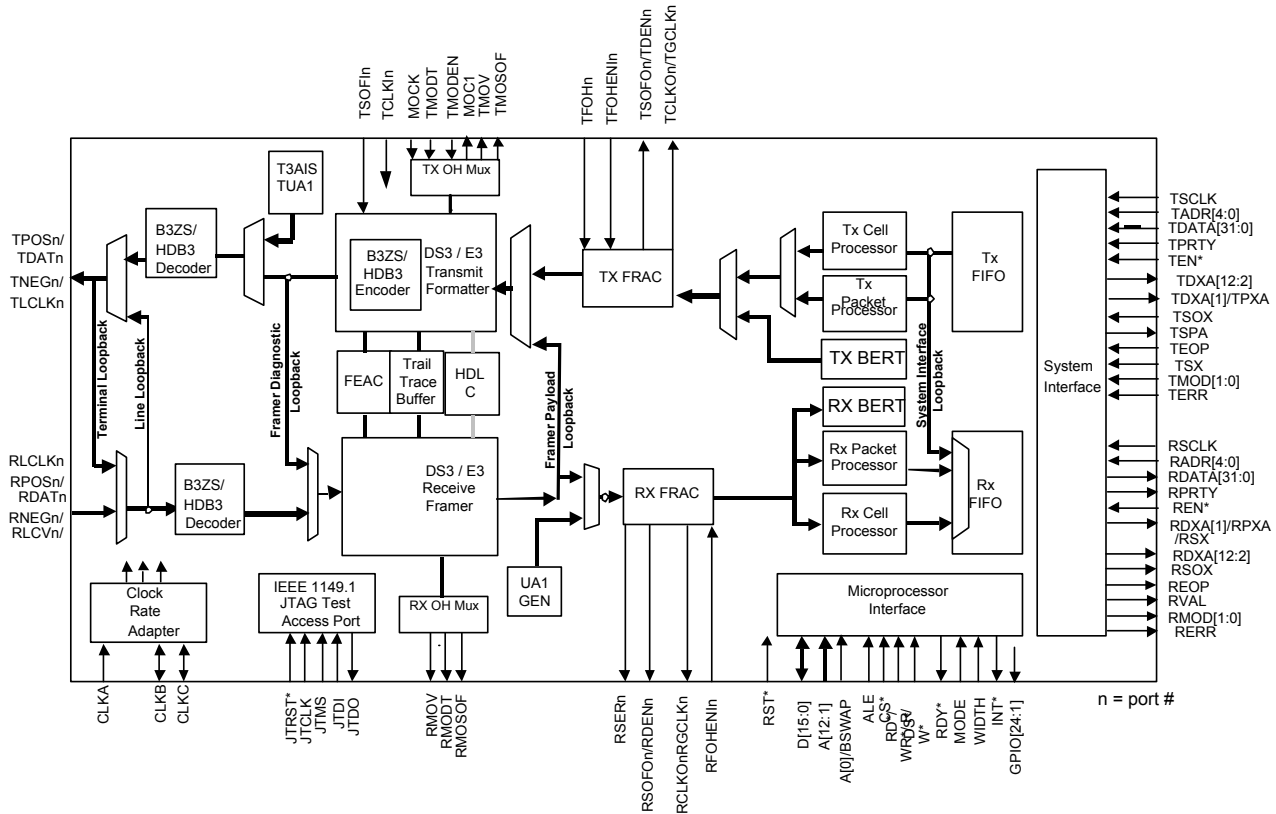 TSOFIn
TCLKIn
MOCK
TMODT
TMODEN
MOC1
TMOV
TMOSOF
TFOHn
TFOHENIn
TSOFOn/TDENn
TCLKOn/TGCLKn
T3AIS
TUA1
TX OH Mux
B3ZS/
HDB3
Decoder
TPOSn/
TDATn
TNEGn/
TLCLKn
B3ZS/
HDB3
Encoder
DS3 / E3
Transmit
Formatter
TX FRAC
Tx Cell
Processor
Tx
Packet
Processor
Tx
FIFO
TX BERT
RX BERT
System
Interface
TSCLK
TADR[4:0]
TDATA[31:0]
TPRTY
TEN*
TDXA[12:2]
TDXA[1]/TPXA
TSOX
TSPA
TEOP
TSX
TMOD[1:0]
TERR
Terminal Loopback
Line Loopback
Framer Diagnostic
Loopback
FEAC
Trail
Trace
Buffer
HDL
C
Framer Payload
Loopback
System Interface
Loopback
RLCLKn
RPOSn/
RDATn
RNEGn/
RLCVn/
B3ZS/
HDB3
Decoder
DS3 / E3
Receive
Framer
RX FRAC
Rx Packet
Processor
Rx Cell
Processor
Rx
FIFO
RSCLK
RADR[4:0]
RDATA[31:0]
RPRTY
REN*
RDXA[1]/RPXA
/RSX
RDXA[12:2]
RSOX
REOP
RVAL
RMOD[1:0]
RERR
Clock
Rate
Adapter
IEEE 1149.1
JTAG Test
Access Port
RX OH Mux
UA1
GEN
Microprocessor
Interface
CLKA
CLKB
CLKC
JTRST*
JTCLK
JTMS
JTDI
JTDO
RMOV
RMODT
RMOSOF
RSERn
RSOFOn/RDENn
RCLKOnRGCLKn
RFOHENIn
RST*
D[15:0]
A[12:1]
A[0]/BSWAP
ALE
CS*
RD*/
DS*
WR*/R/
W*
RDY*
MODE
WIDTH
INT*
GPIO[24:1]
n = port #